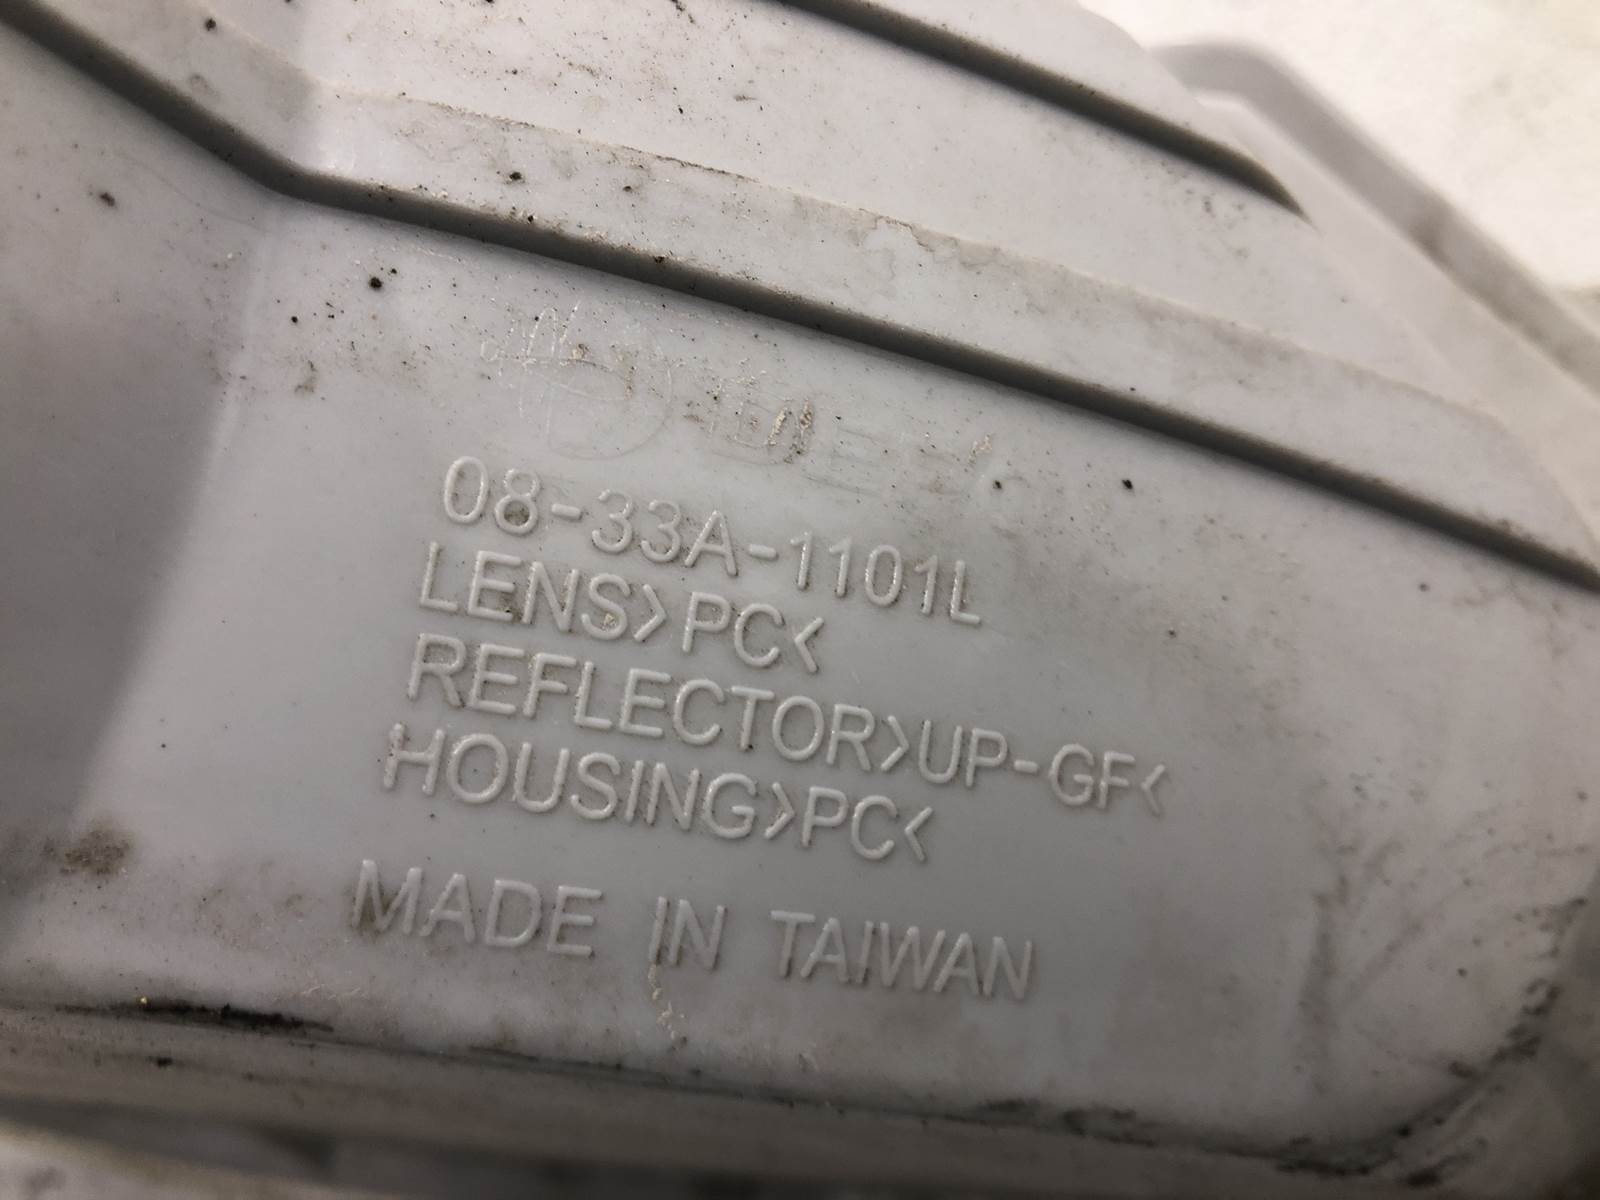 08-33A-1101L
LENS>PC<
REFLECTOR>UP-GF<
HOUSING>PC<
MADE IN TAIWAN